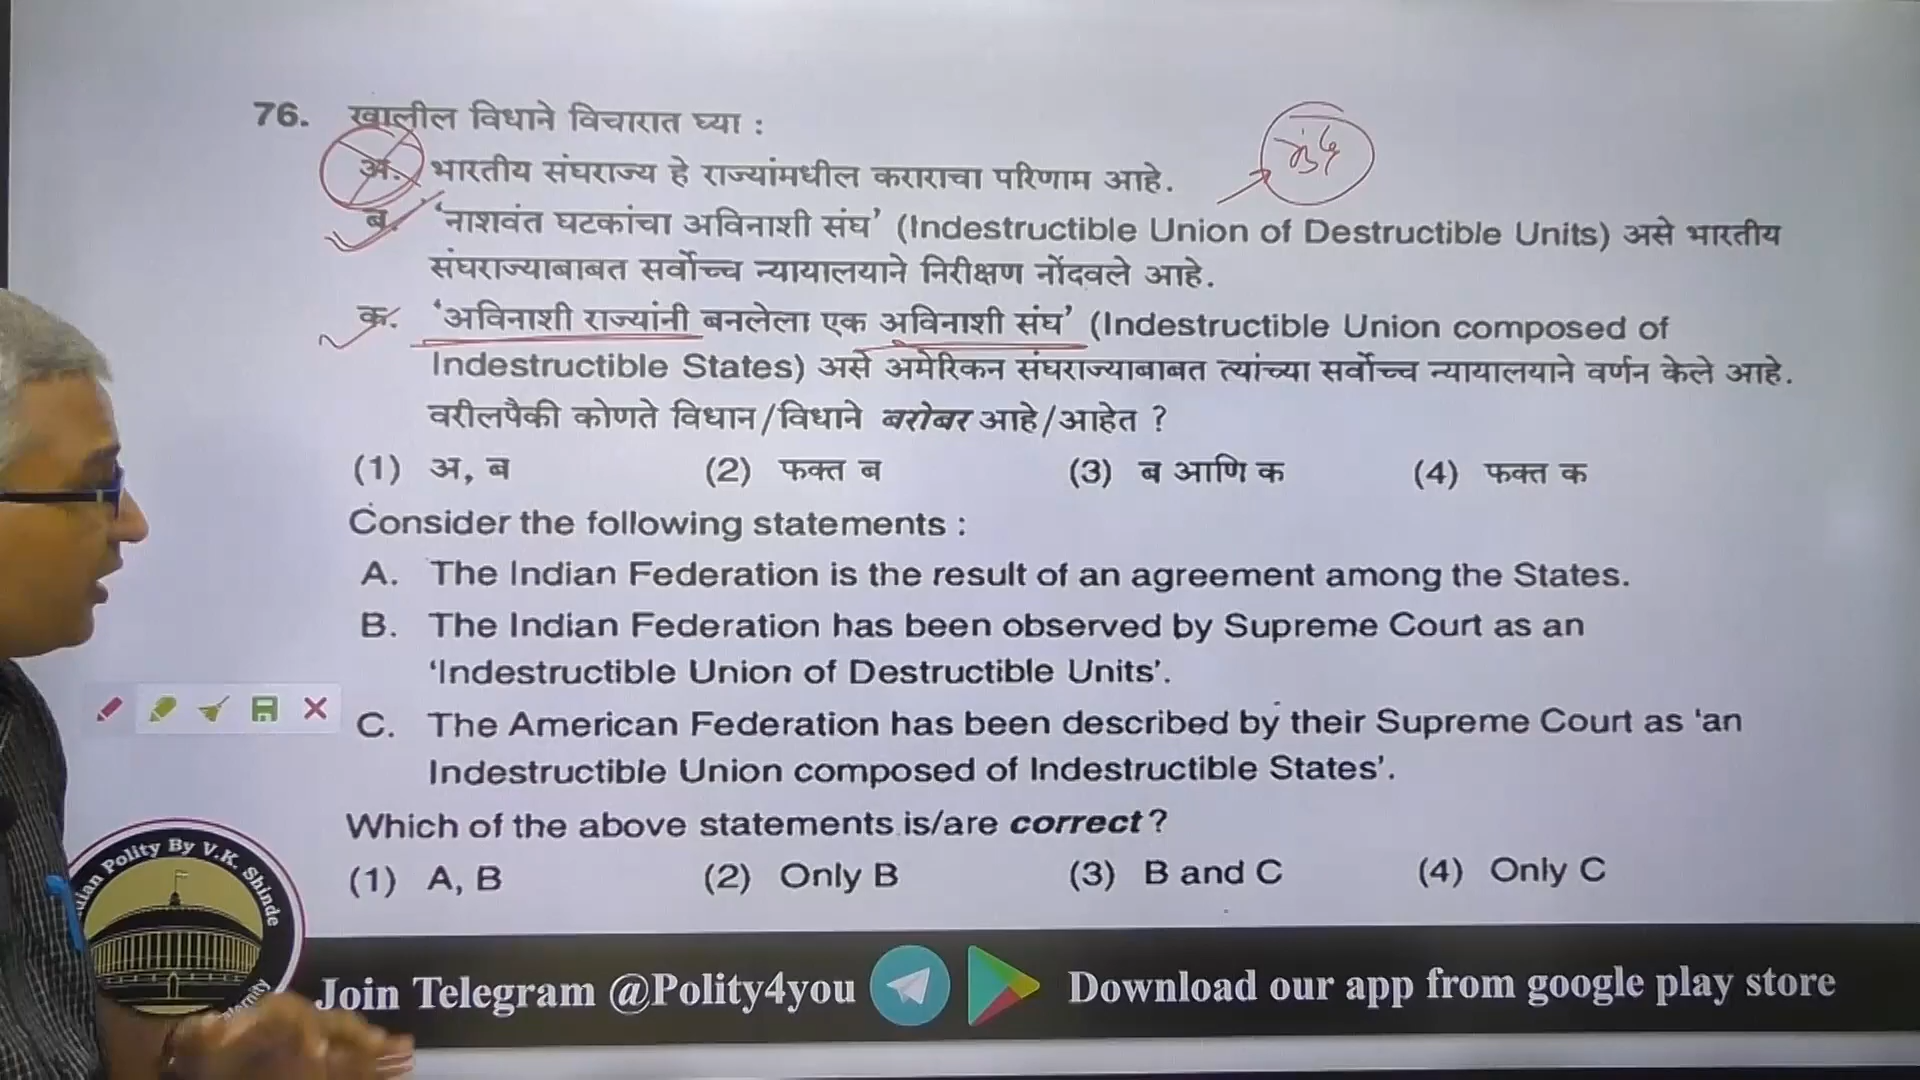 76. खालील विधाने विचारात घ्या :
अ. भारतीय संघराज्य हे राज्यांमधील कराराचा परिणाम आहे.
ब. ‘नाशवंत घटकांचा अविनाशी संघ’ (Indestructible Union of Destructible Units) असे भारतीय
संघराज्याबाबत सर्वोच्च न्यायालयाने निरीक्षण नोंदवले आहे.
क. ‘अविनाशी राज्यांनी बनलेला एक अविनाशी संघ’ (Indestructible Union composed of
Indestructible States) असे अमेरिकन संघराज्याबाबत त्यांच्या सर्वोच्च न्यायालयाने वर्णन केले आहे.
वरीलपैकी कोणते विधान/विधाने बरोबर आहे/आहेत ?
(1) अ, ब (2) फक्त ब (3) ब आणि क (4) फक्त क
Consider the following statements :
A. The Indian Federation is the result of an agreement among the States.
B. The Indian Federation has been observed by Supreme Court as an
‘Indestructible Union of Destructible Units’.
C. The American Federation has been described by their Supreme Court as 'an
Indestructible Union composed of Indestructible States’.
Which of the above statements is/are correct?
(1) A, B (2) Only B (3) B and C (4) Only C
Polity By V.K. Shinde
Join Telegram @Polity4you Download our app from google play store